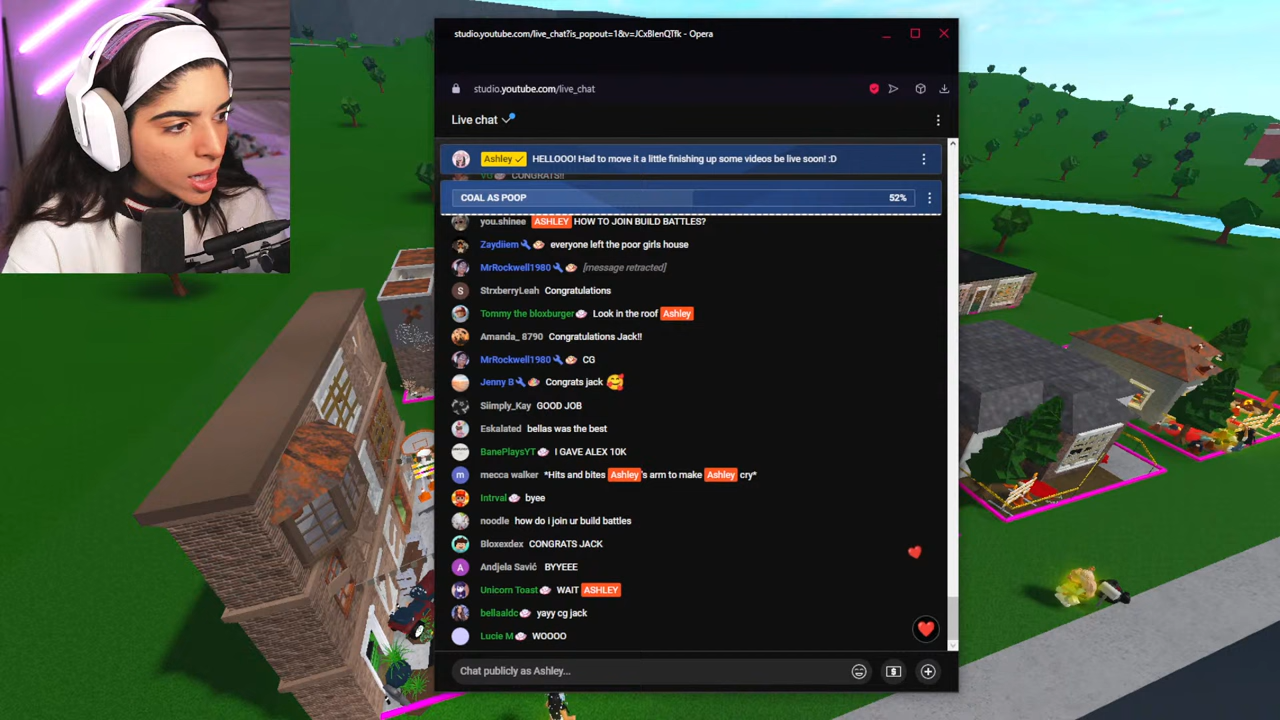 studio.youtube.com/live_chat?is_popout=1&v=JCxBlenQTfk - Opera
studio.youtube.com/live_chat
Live chat
Ashley HELLOOO! Had to move it a little finishing up some videos be live soon! :D
CONGRATS!!
COAL AS POOP 52%
you.shinee ASHLEY HOW TO JOIN BUILD BATTLES?
Zaydiiem everyone left the poor girls house
MrRockwell1980 [message retracted]
S StrxberryLeah Congratulations
Tommy the bloxburger Look in the roof Ashley
Amanda_ 8790 Congratulations Jack!!
MrRockwell1980 CG
Jenny B Congrats jack 🥰
Siimply_Kay GOOD JOB
Eskalated bellas was the best
BanePlaysYT I GAVE ALEX 10K
m mecca walker *Hits and bites Ashley's arm to make Ashley cry*
Intrval byee
noodle how do i join ur build battles
Bloxexdex CONGRATS JACK
A Andjela Savić BYYEEE
Unicorn Toast WAIT ASHLEY
bellaaldc yayy cg jack
Lucie M WOOOO
Chat publicly as Ashley...